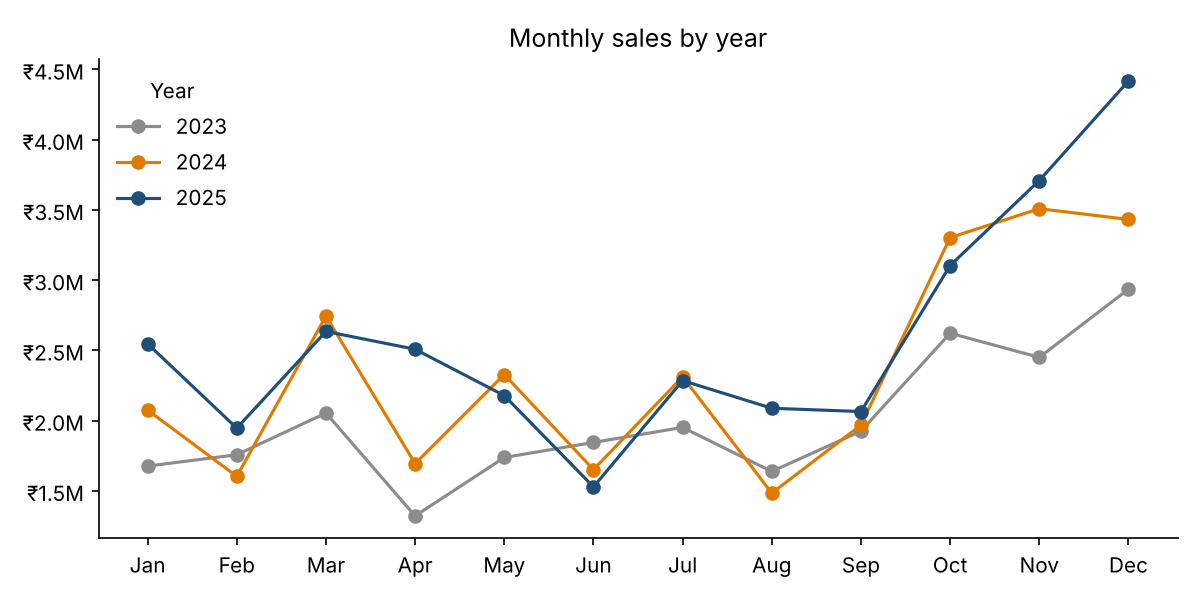 Monthly sales by year
₹4.5M
₹4.0M
₹3.5M
₹3.0M
₹2.5M
₹2.0M
₹1.5M
Year
2023
2024
2025
Jan Feb Mar Apr May Jun Jul Aug Sep Oct Nov Dec